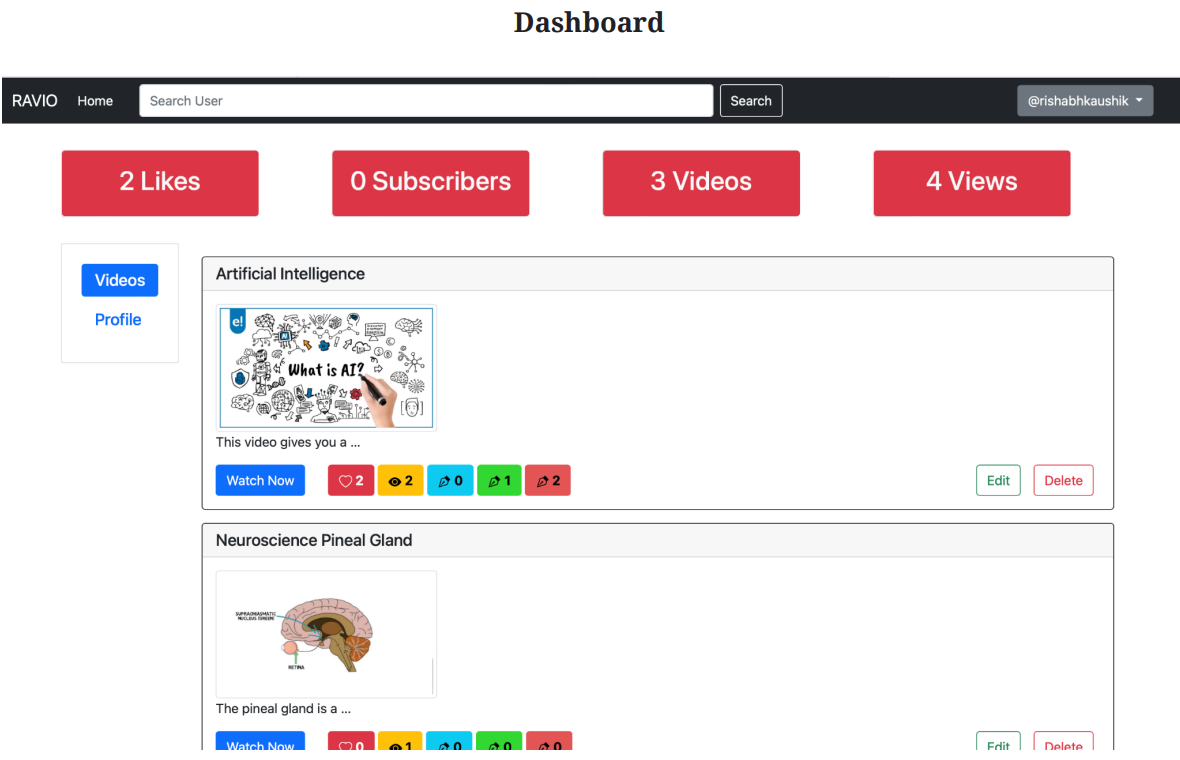 Dashboard
RAVIO Home Search User Search @rishabhkaushik
2 Likes 0 Subscribers 3 Videos 4 Views
Videos
Profile
Artificial Intelligence
e!
What is AI?
This video gives you a ...
Watch Now 2 2 0 1 2 Edit Delete
Neuroscience Pineal Gland
SUPRACHIASMATIC
NUCLEUS (SCN)
RETINA
The pineal gland is a ...
Watch Now 0 1 0 0 0 Edit Delete